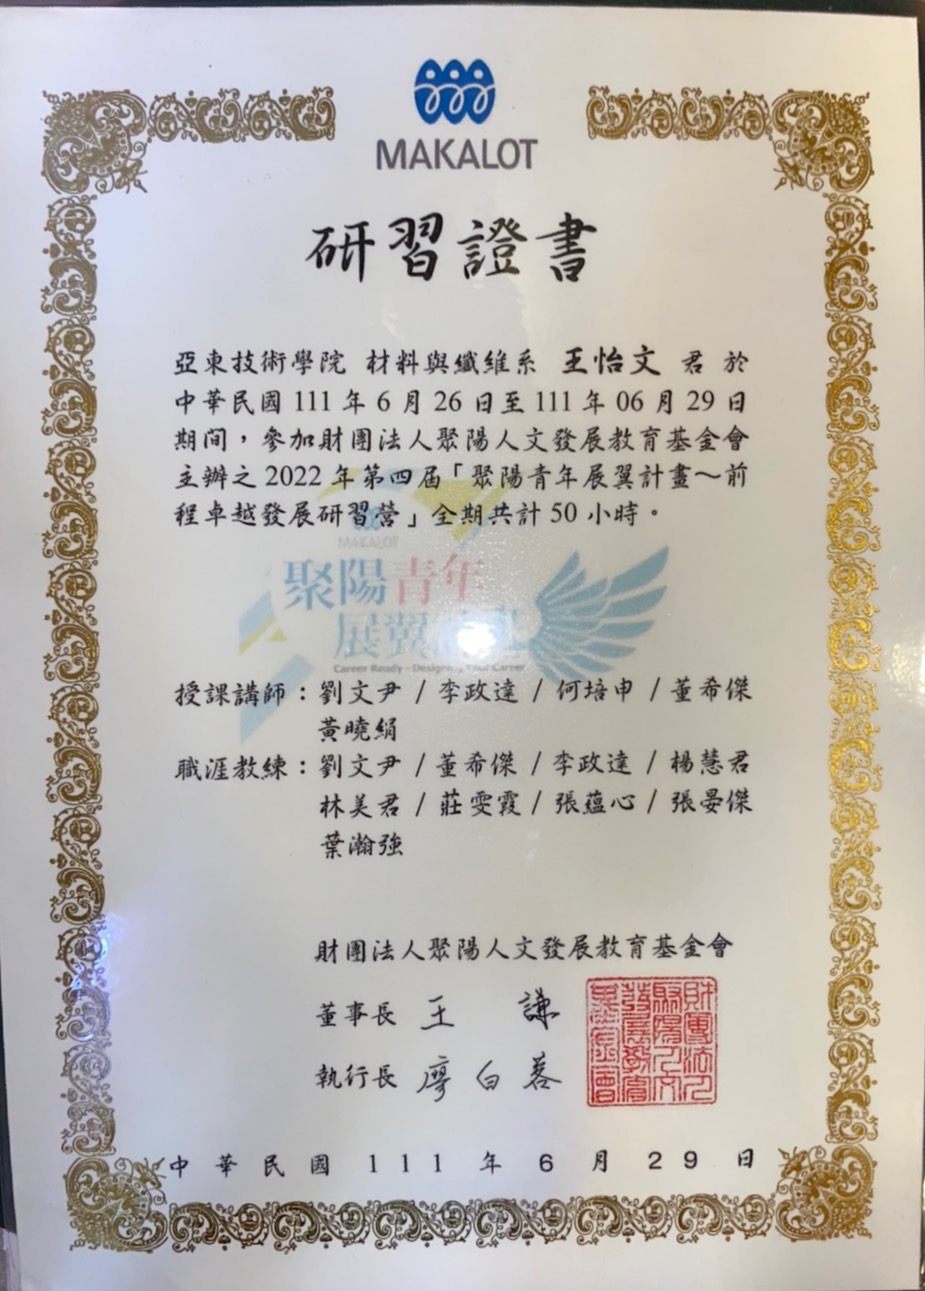 MAKALOT
研習證書
亞東技術學院 材料與纖維系 王怡文 君 於
中華民國 111 年 6 月 26 日至 111 年 06 月 29 日
期间，參加財團法人聚陽人文發展教育基金會
主辦之 2022 年第四届「聚陽青年展翼計畫～前
程卓越發展研習營」全期共計 50 小時。
MAKALOT
聚陽青年
展翼
Career Ready - Designing Your Career
授課講師：劉文尹 / 李政達 / 何培申 / 董希傑
黃曉絹
職涯教練：劉文尹 / 董希傑 / 李政達 / 楊慧君
林美君 / 莊雯霞 / 張蘊心 / 張晏傑
葉瀚強
財團法人聚陽人文發展教育基金會
董事長 王 謙
執行長 廖白蓉
財團法人聚陽人文發展教育基金會
中華民國 111 年 6 月 29 日